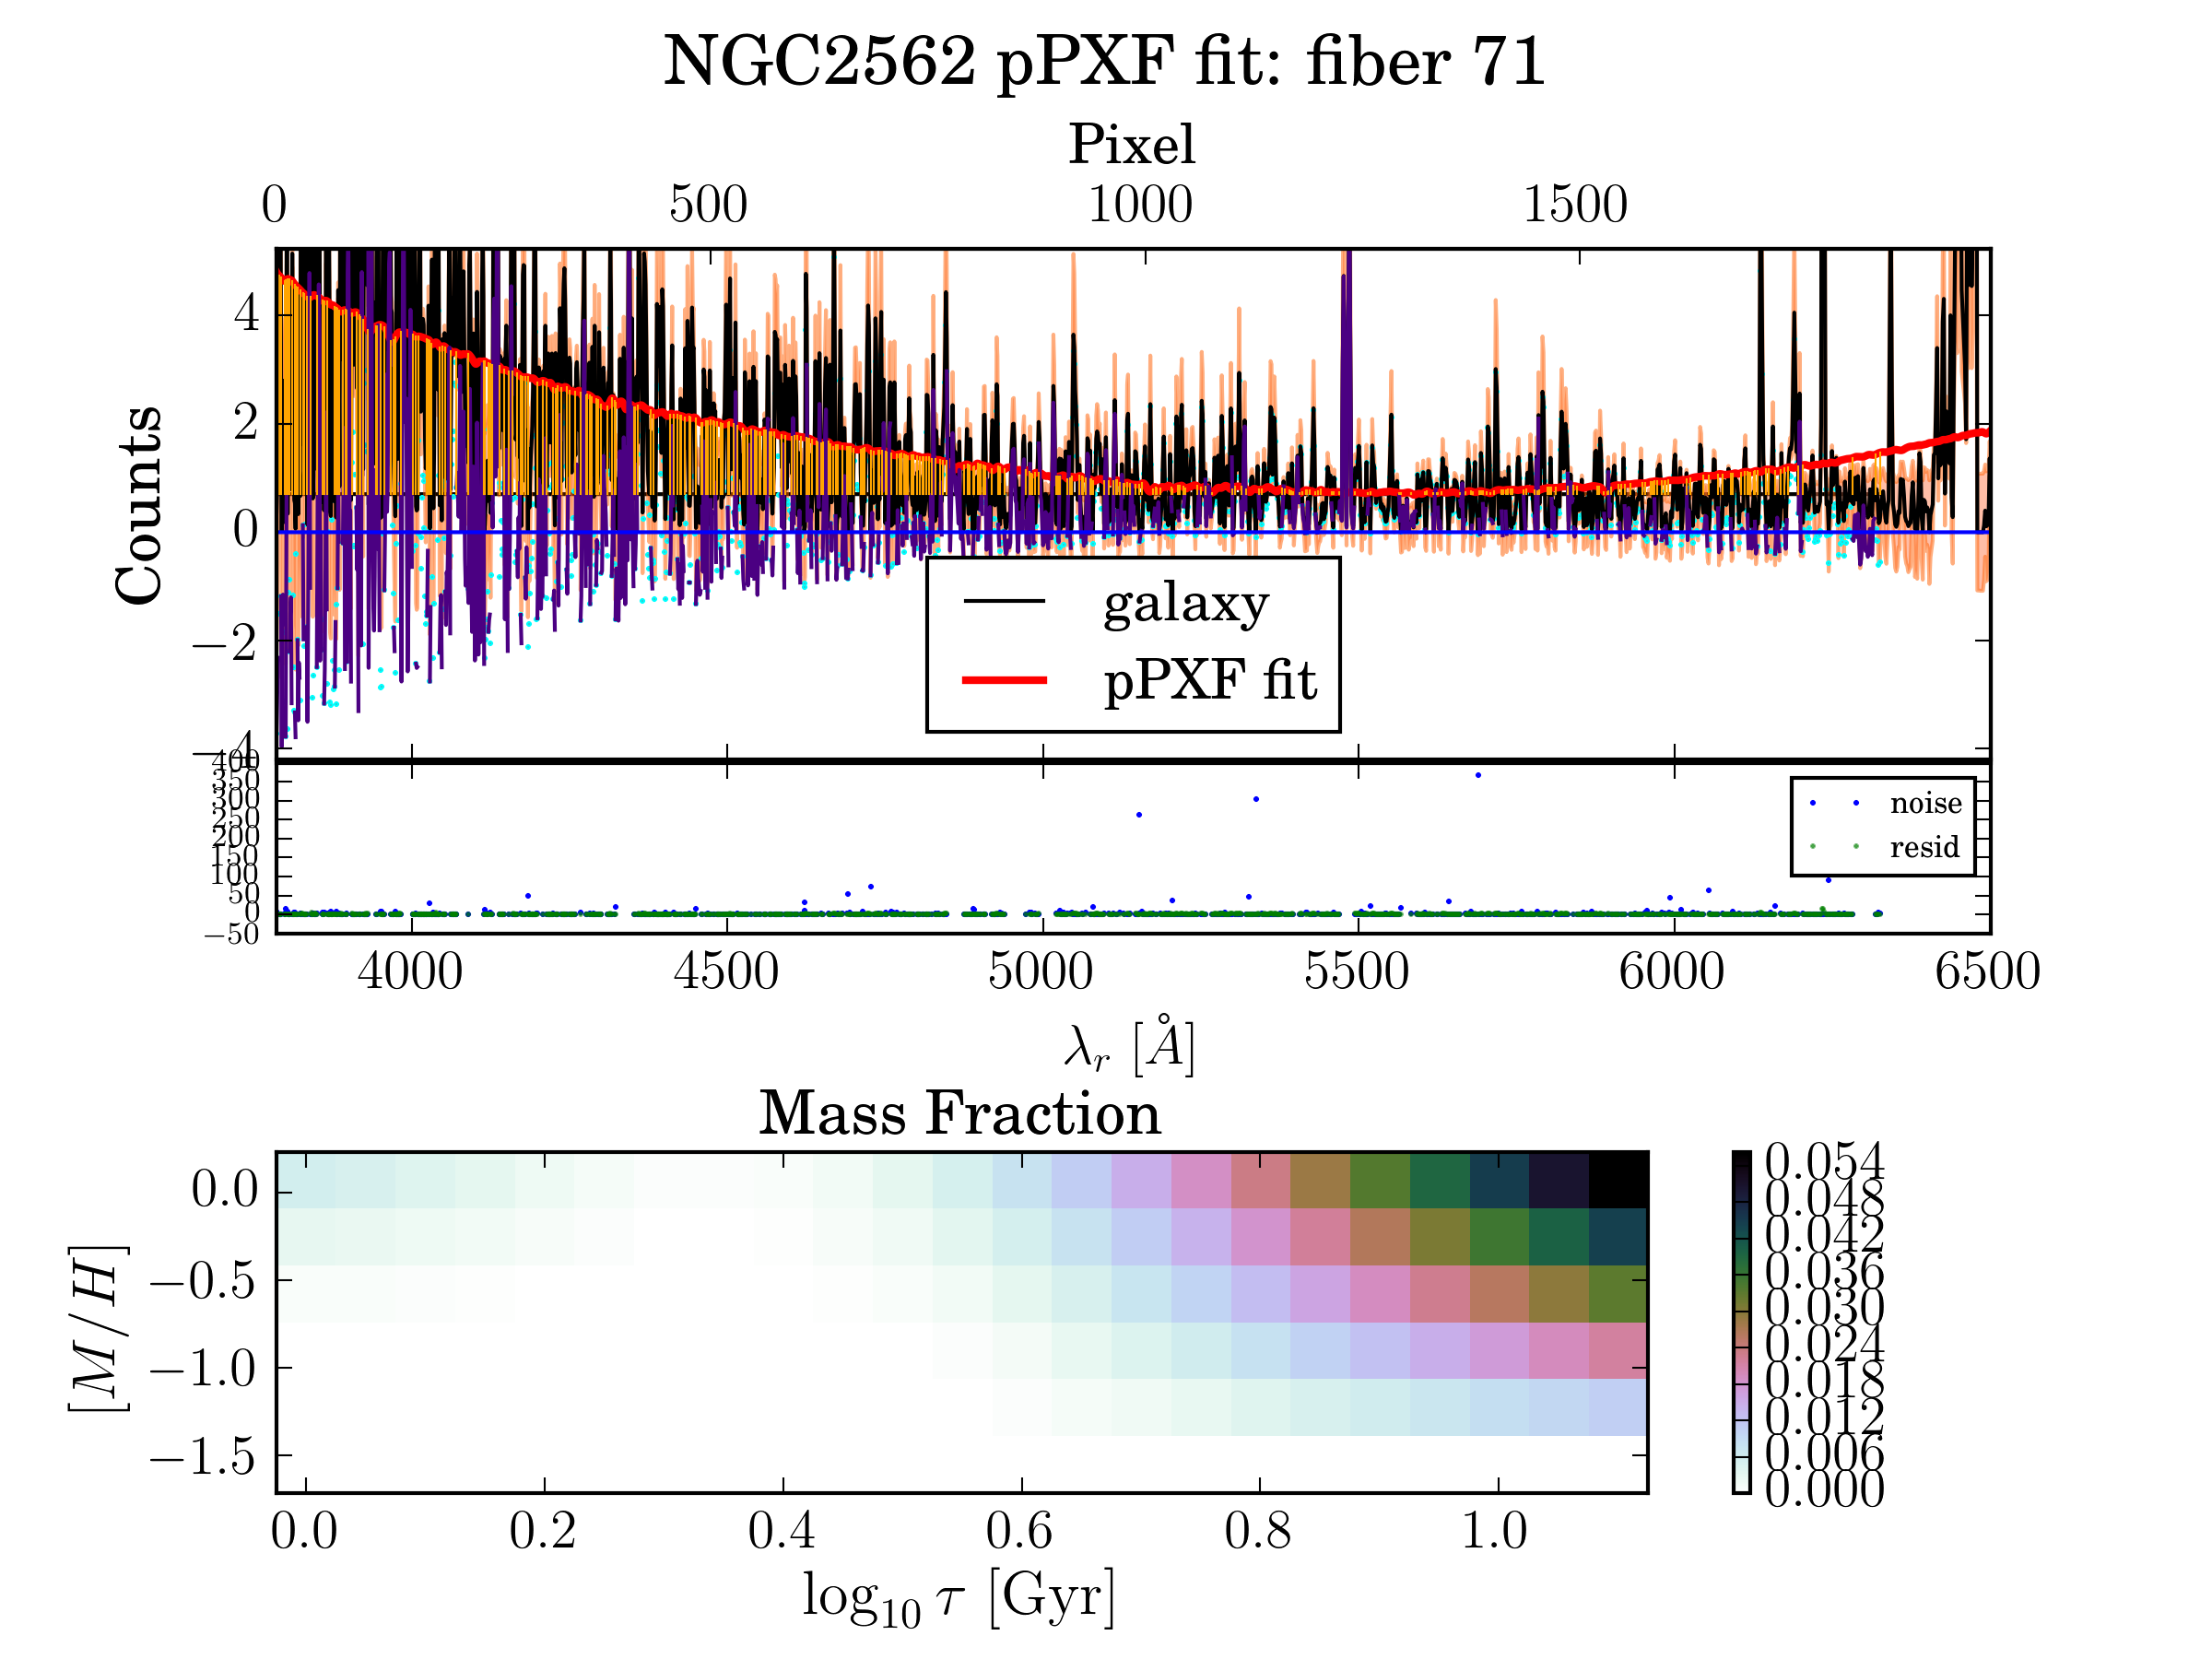 NGC2562 pPXF fit: fiber 71
Pixel
0 500 1000 1500
Counts
4
2
0
−2
−4
galaxy
pPXF fit
400
350
300
250
200
150
100
50
0
−50
noise
resid
4000 4500 5000 5500 6000 6500
λr [Å]
Mass Fraction
[M/H]
0.0
−0.5
−1.0
−1.5
0.0 0.2 0.4 0.6 0.8 1.0
log10 τ [Gyr]
0.054
0.048
0.042
0.036
0.030
0.024
0.018
0.012
0.006
0.000